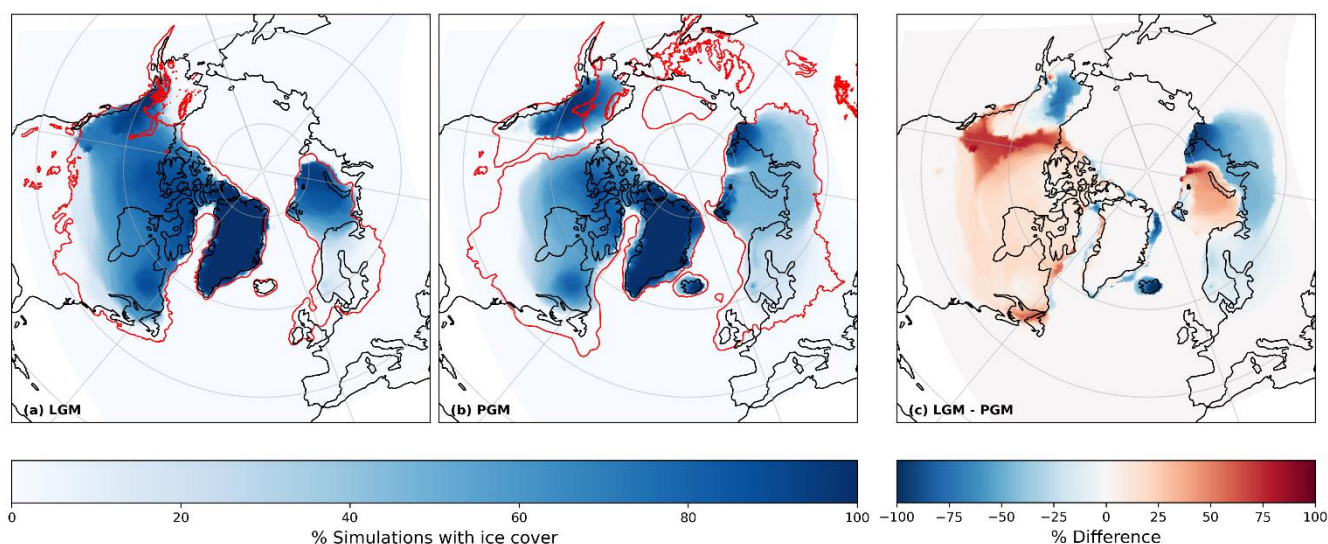 (a) LGM
(b) PGM
(c) LGM - PGM
0 20 40 60 80 100
% Simulations with ice cover
−100 −75 −50 −25 0 25 50 75 100
% Difference